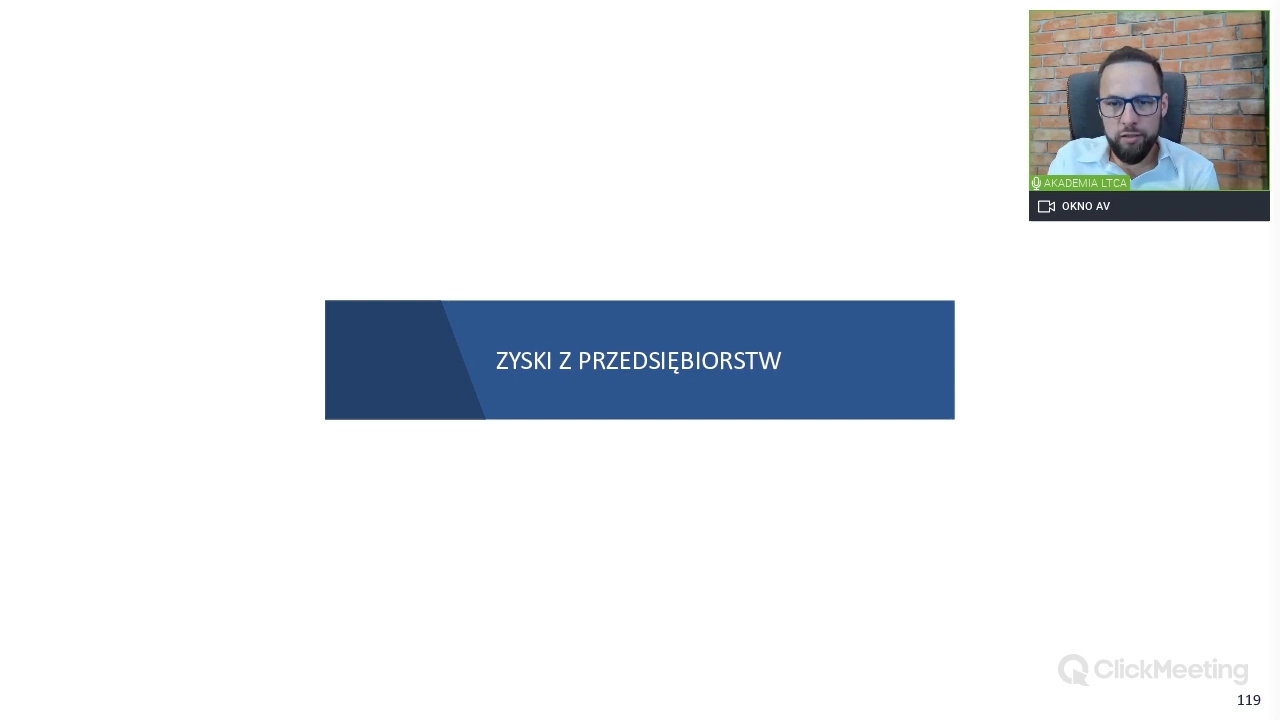 AKADEMIA LTCA
OKNO AV
ZYSKI Z PRZEDSIĘBIORSTW
ClickMeeting
119